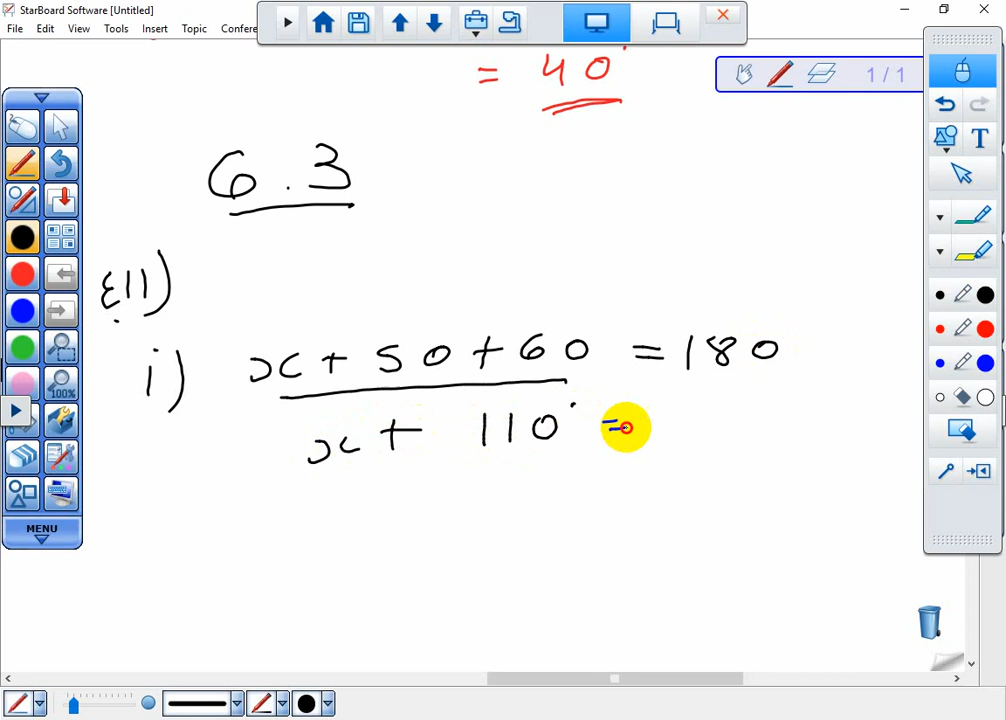 StarBoard Software [Untitled]
File Edit View Tools Insert Topic Conferen
1 / 1
T
= 40°
6.3
i)
x + 50 + 60 = 180
x + 110° =
100%
MENU